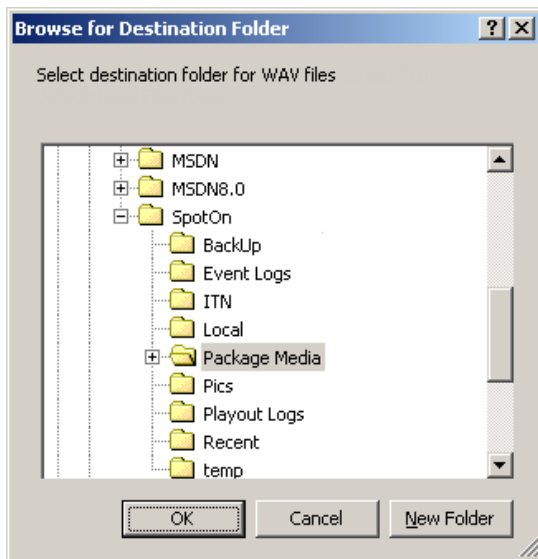 Browse for Destination Folder
Select destination folder for WAV files
MSDN
MSDN8.0
SpotOn
BackUp
Event Logs
ITN
Local
Package Media
Pics
Playout Logs
Recent
temp
OK Cancel New Folder